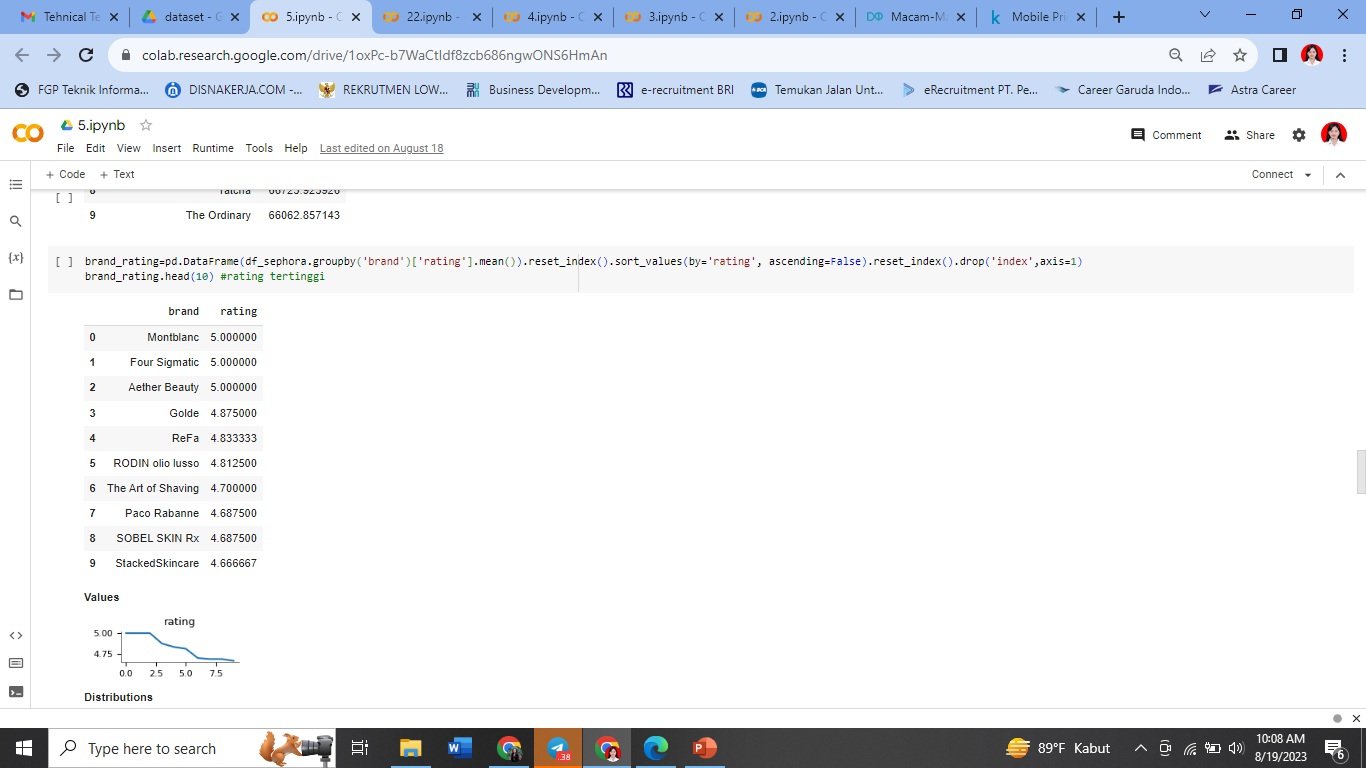 Tehnical Te
dataset - G
5.ipynb - C
22.ipynb -
4.ipynb - C
3.ipynb - C
2.ipynb - C
Macam-Ma
Mobile Pri
colab.research.google.com/drive/1oxPc-b7WaCtIdf8zcb686ngwONS6HmAn
FGP Teknik Informa...
DISNAKERJA.COM -...
REKRUTMEN LOW...
Business Developm...
e-recruitment BRI
Temukan Jalan Unt...
eRecruitment PT. Pe...
Career Garuda Indo...
Astra Career
5.ipynb
Comment
Share
File Edit View Insert Runtime Tools Help Last edited on August 18
+ Code + Text
Connect
[ ]
8 Tatcha 66725.925926
9 The Ordinary 66062.857143
[ ] brand_rating=pd.DataFrame(df_sephora.groupby('brand')['rating'].mean()).reset_index().sort_values(by='rating', ascending=False).reset_index().drop('index',axis=1)
brand_rating.head(10) #rating tertinggi
brand rating
0 Montblanc 5.000000
1 Four Sigmatic 5.000000
2 Aether Beauty 5.000000
3 Golde 4.875000
4 ReFa 4.833333
5 RODIN olio lusso 4.812500
6 The Art of Shaving 4.700000
7 Paco Rabanne 4.687500
8 SOBEL SKIN Rx 4.687500
9 StackedSkincare 4.666667
Values
rating
5.00
4.75
0.0 2.5 5.0 7.5
Distributions
Type here to search
89°F Kabut
10:08 AM
8/19/2023
6